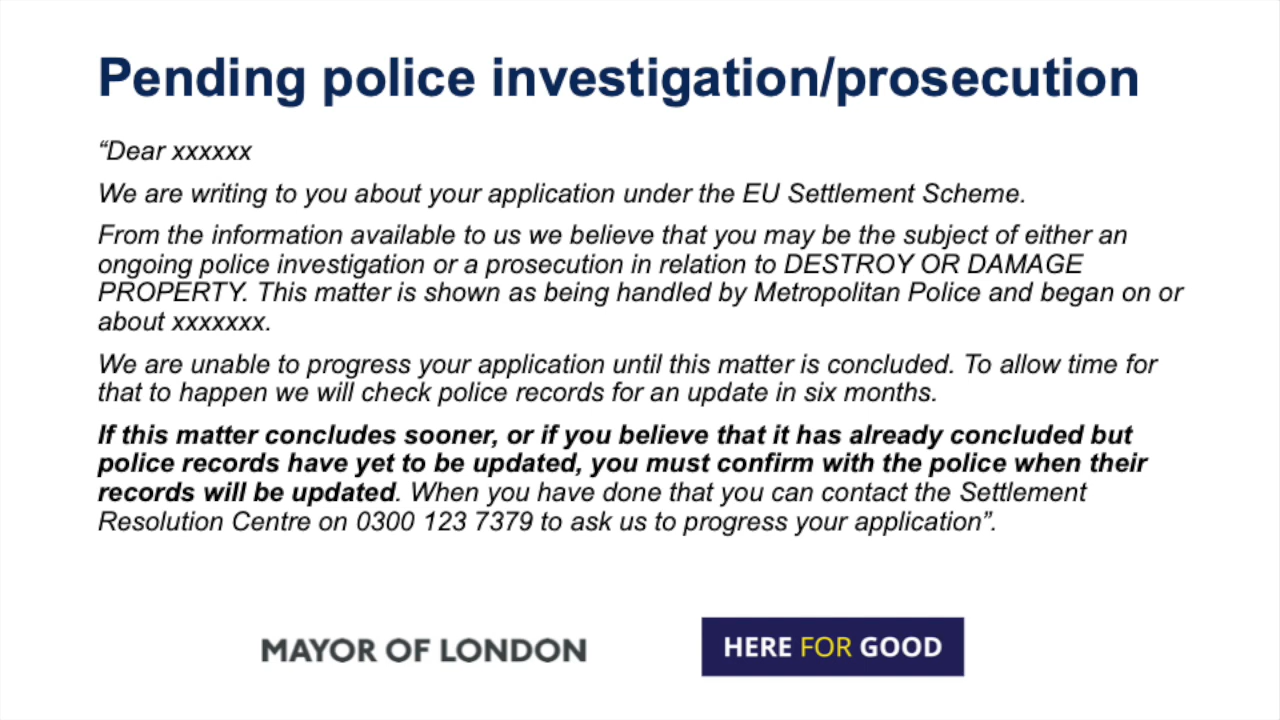 Pending police investigation/prosecution
“Dear xxxxxx
We are writing to you about your application under the EU Settlement Scheme.
From the information available to us we believe that you may be the subject of either an
ongoing police investigation or a prosecution in relation to DESTROY OR DAMAGE
PROPERTY. This matter is shown as being handled by Metropolitan Police and began on or
about xxxxxxx.
We are unable to progress your application until this matter is concluded. To allow time for
that to happen we will check police records for an update in six months.
If this matter concludes sooner, or if you believe that it has already concluded but
police records have yet to be updated, you must confirm with the police when their
records will be updated. When you have done that you can contact the Settlement
Resolution Centre on 0300 123 7379 to ask us to progress your application”.
MAYOR OF LONDON
HERE FOR GOOD